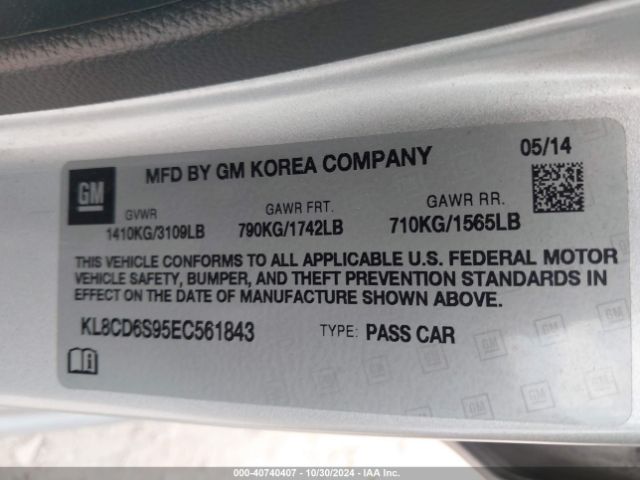 GM
MFD BY GM KOREA COMPANY
05/14
GVWR
1410KG/3109LB
GAWR FRT.
790KG/1742LB
GAWR RR.
710KG/1565LB
THIS VEHICLE CONFORMS TO ALL APPLICABLE U.S. FEDERAL MOTOR
VEHICLE SAFETY, BUMPER, AND THEFT PREVENTION STANDARDS IN
EFFECT ON THE DATE OF MANUFACTURE SHOWN ABOVE.
KL8CD6S95EC561843
TYPE: PASS CAR
000-40740407 - 10/30/2024 - IAA Inc.